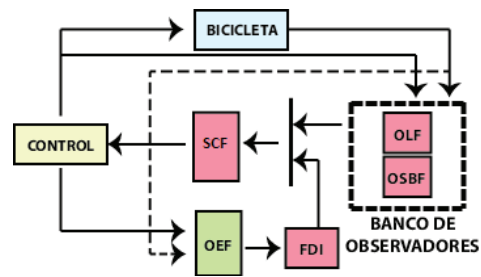 BICICLETA
CONTROL
SCF
OLF
OSBF
BANCO DE
OBSERVADORES
OEF
FDI